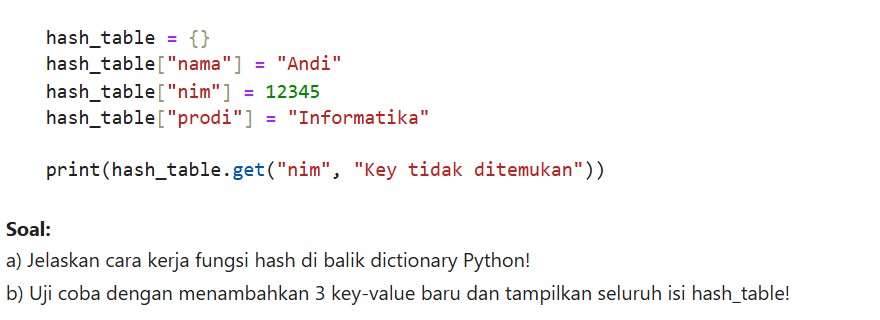 hash_table = {}
hash_table["nama"] = "Andi"
hash_table["nim"] = 12345
hash_table["prodi"] = "Informatika"
print(hash_table.get("nim", "Key tidak ditemukan"))
Soal:
a) Jelaskan cara kerja fungsi hash di balik dictionary Python!
b) Uji coba dengan menambahkan 3 key-value baru dan tampilkan seluruh isi hash_table!